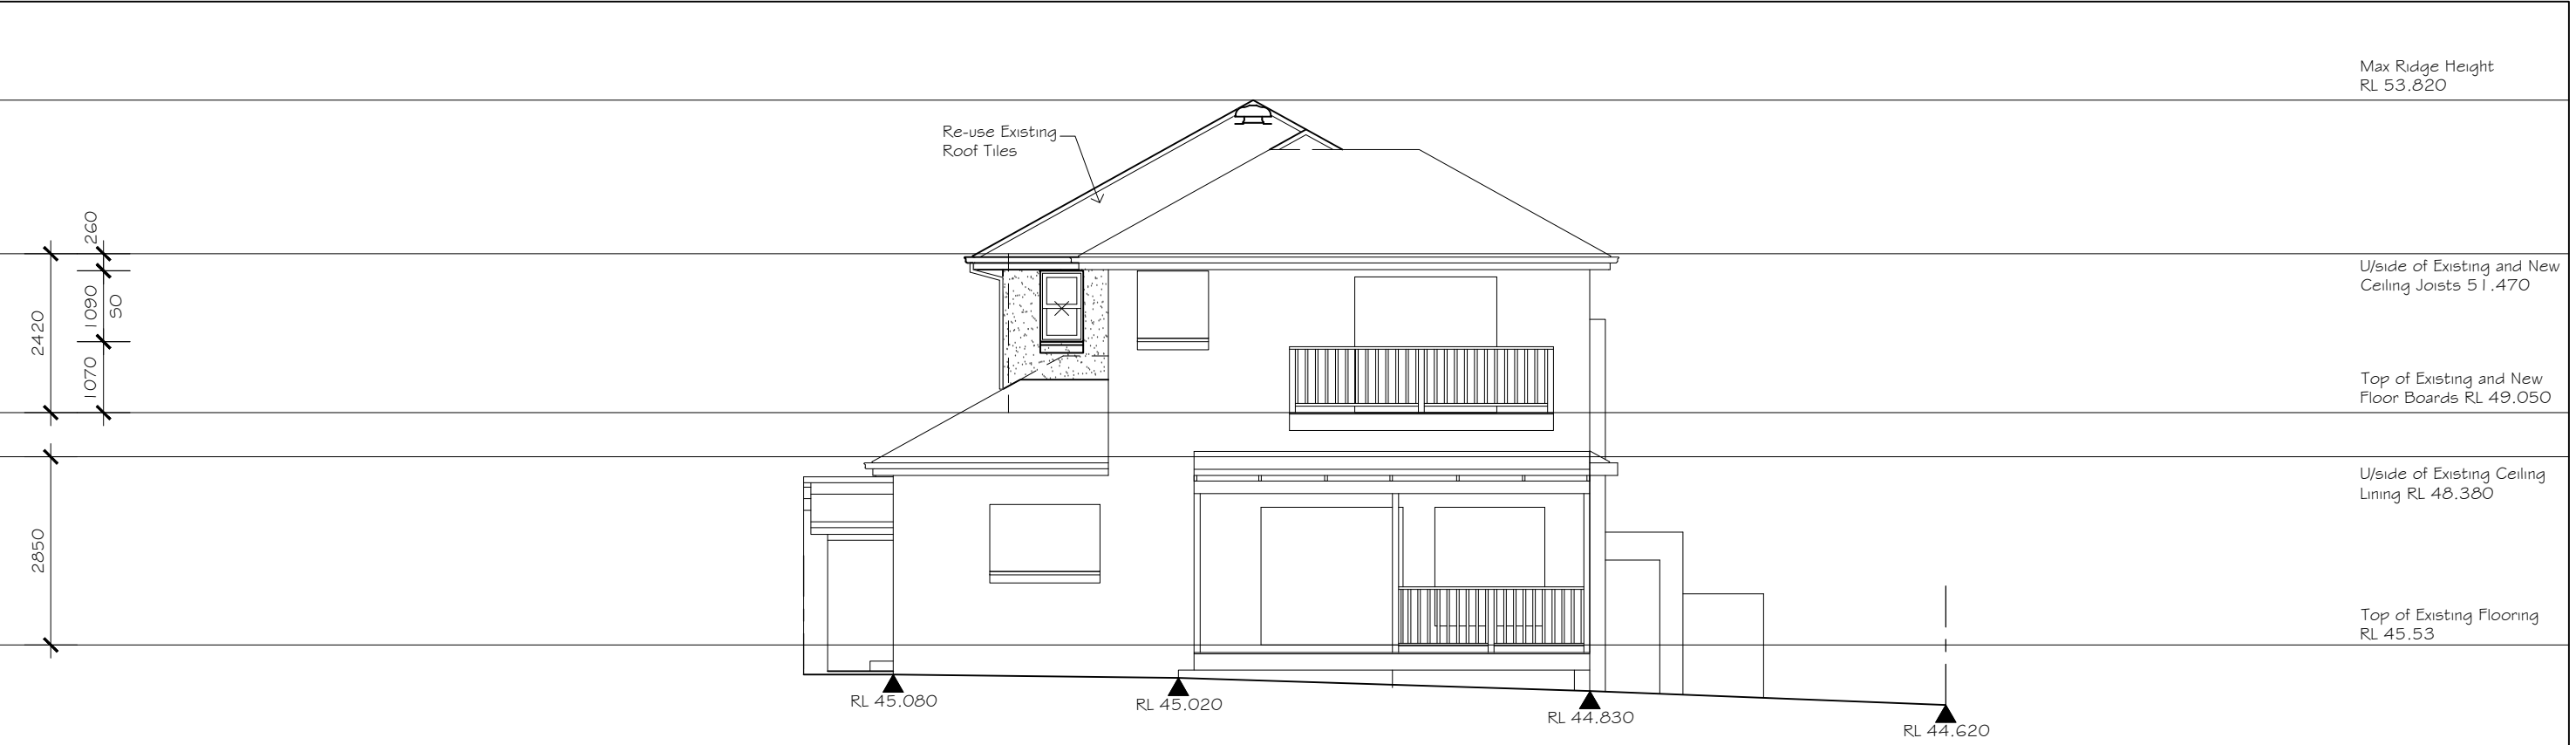 Max Ridge Height
RL 53.820
Re-use Existing
Roof Tiles
260
U/side of Existing and New
Ceiling Joists 51.470
2420
1090
50
1070
Top of Existing and New
Floor Boards RL 49.050
U/side of Existing Ceiling
Lining RL 48.380
2850
Top of Existing Flooring
RL 45.53
RL 45.080
RL 45.020
RL 44.830
RL 44.620